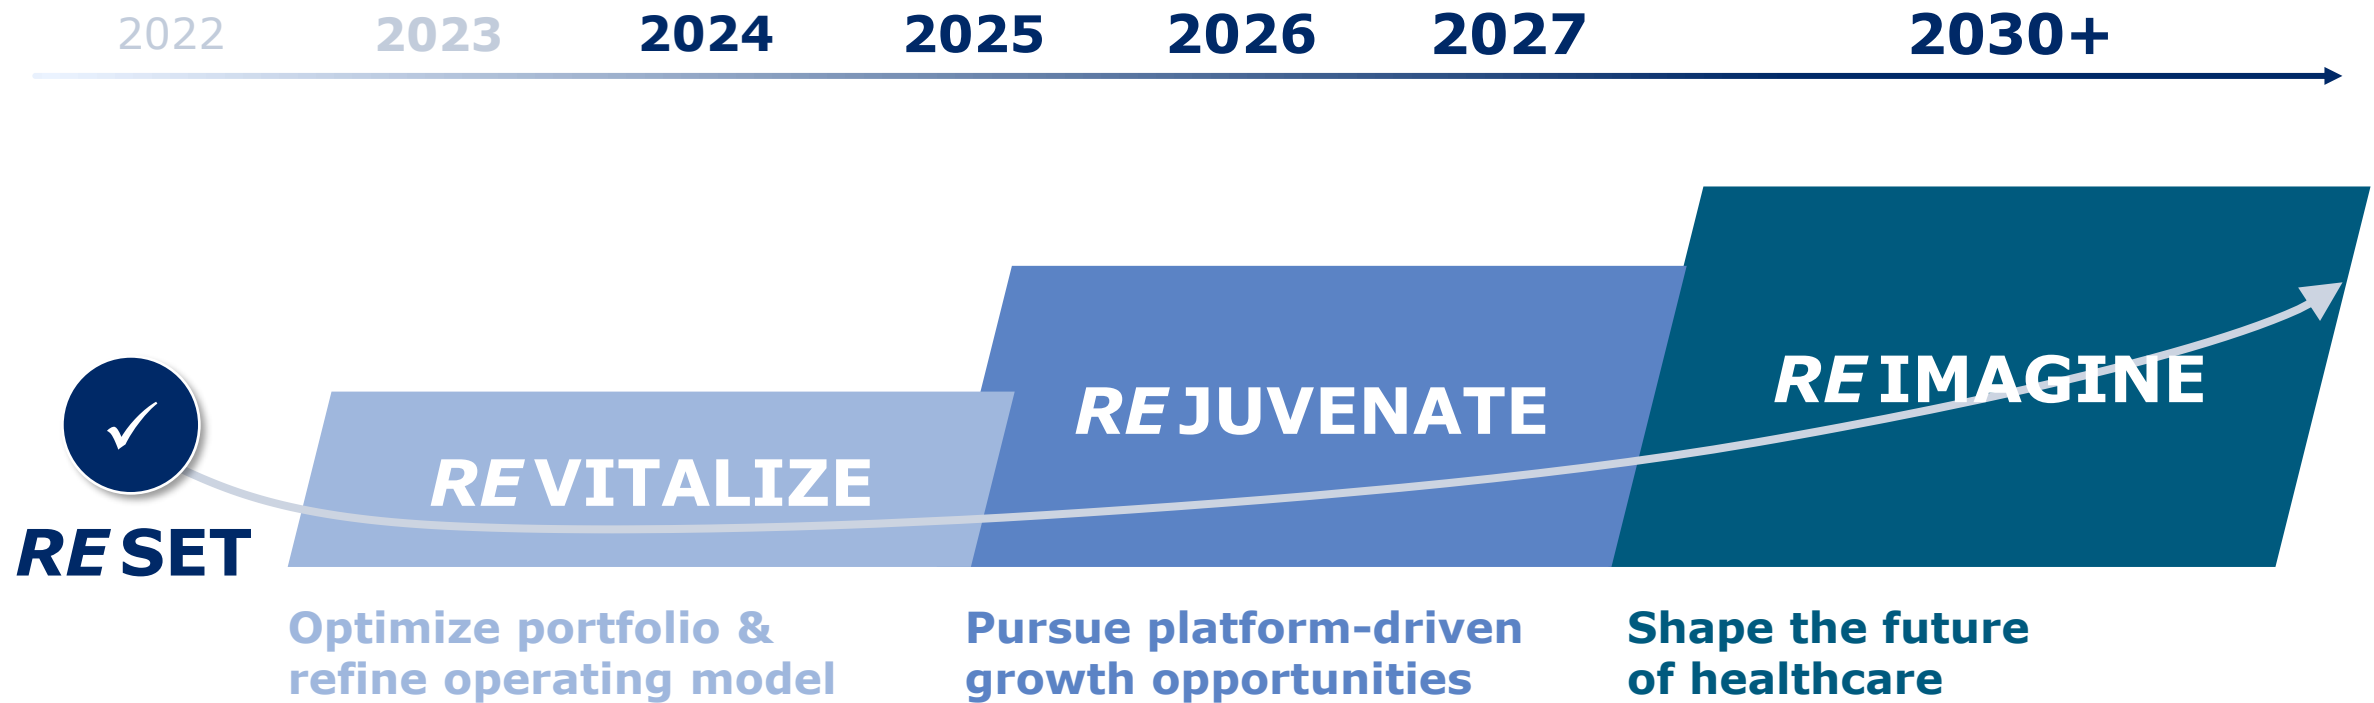 2022 2023 2024 2025 2026 2027 2030+
REIMAGINE
REJUVENATE
REVITALIZE
RESET
Optimize portfolio &
refine operating model
Pursue platform-driven
growth opportunities
Shape the future
of healthcare